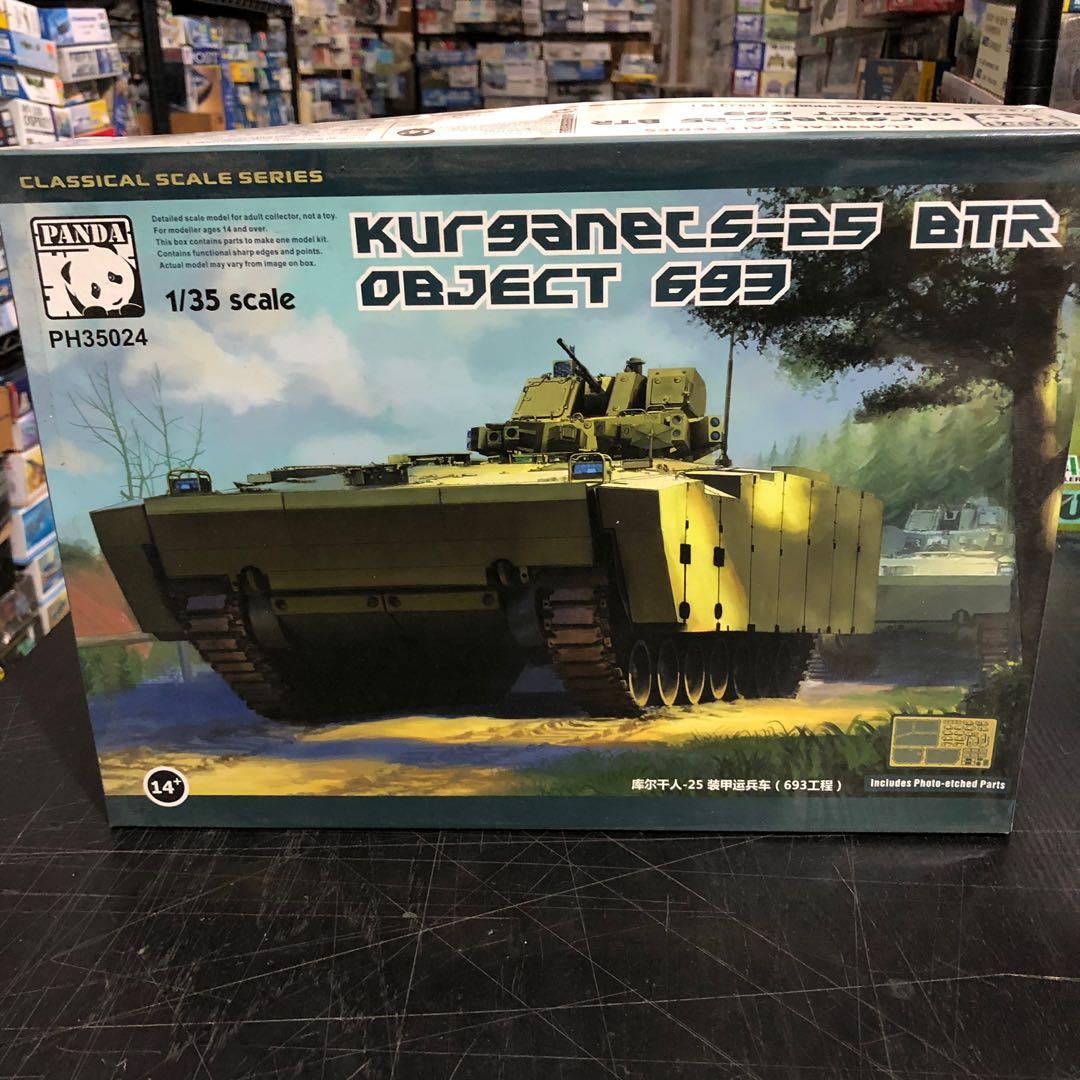 CLASSICAL SCALE SERIES
PANDA
Detailed scale model for adult collector, not a toy.
For modeller ages 14 and over.
This box contains parts to make one model kit.
Contains functional sharp edges and points.
Actual model may vary from image on box.
1/35 scale
PH35024
Kurganets-25 BTR
OBJECT 693
14+
库尔干人-25 装甲运兵车（693工程）
Includes Photo-etched Parts
CLASSICAL SCALE SERIES